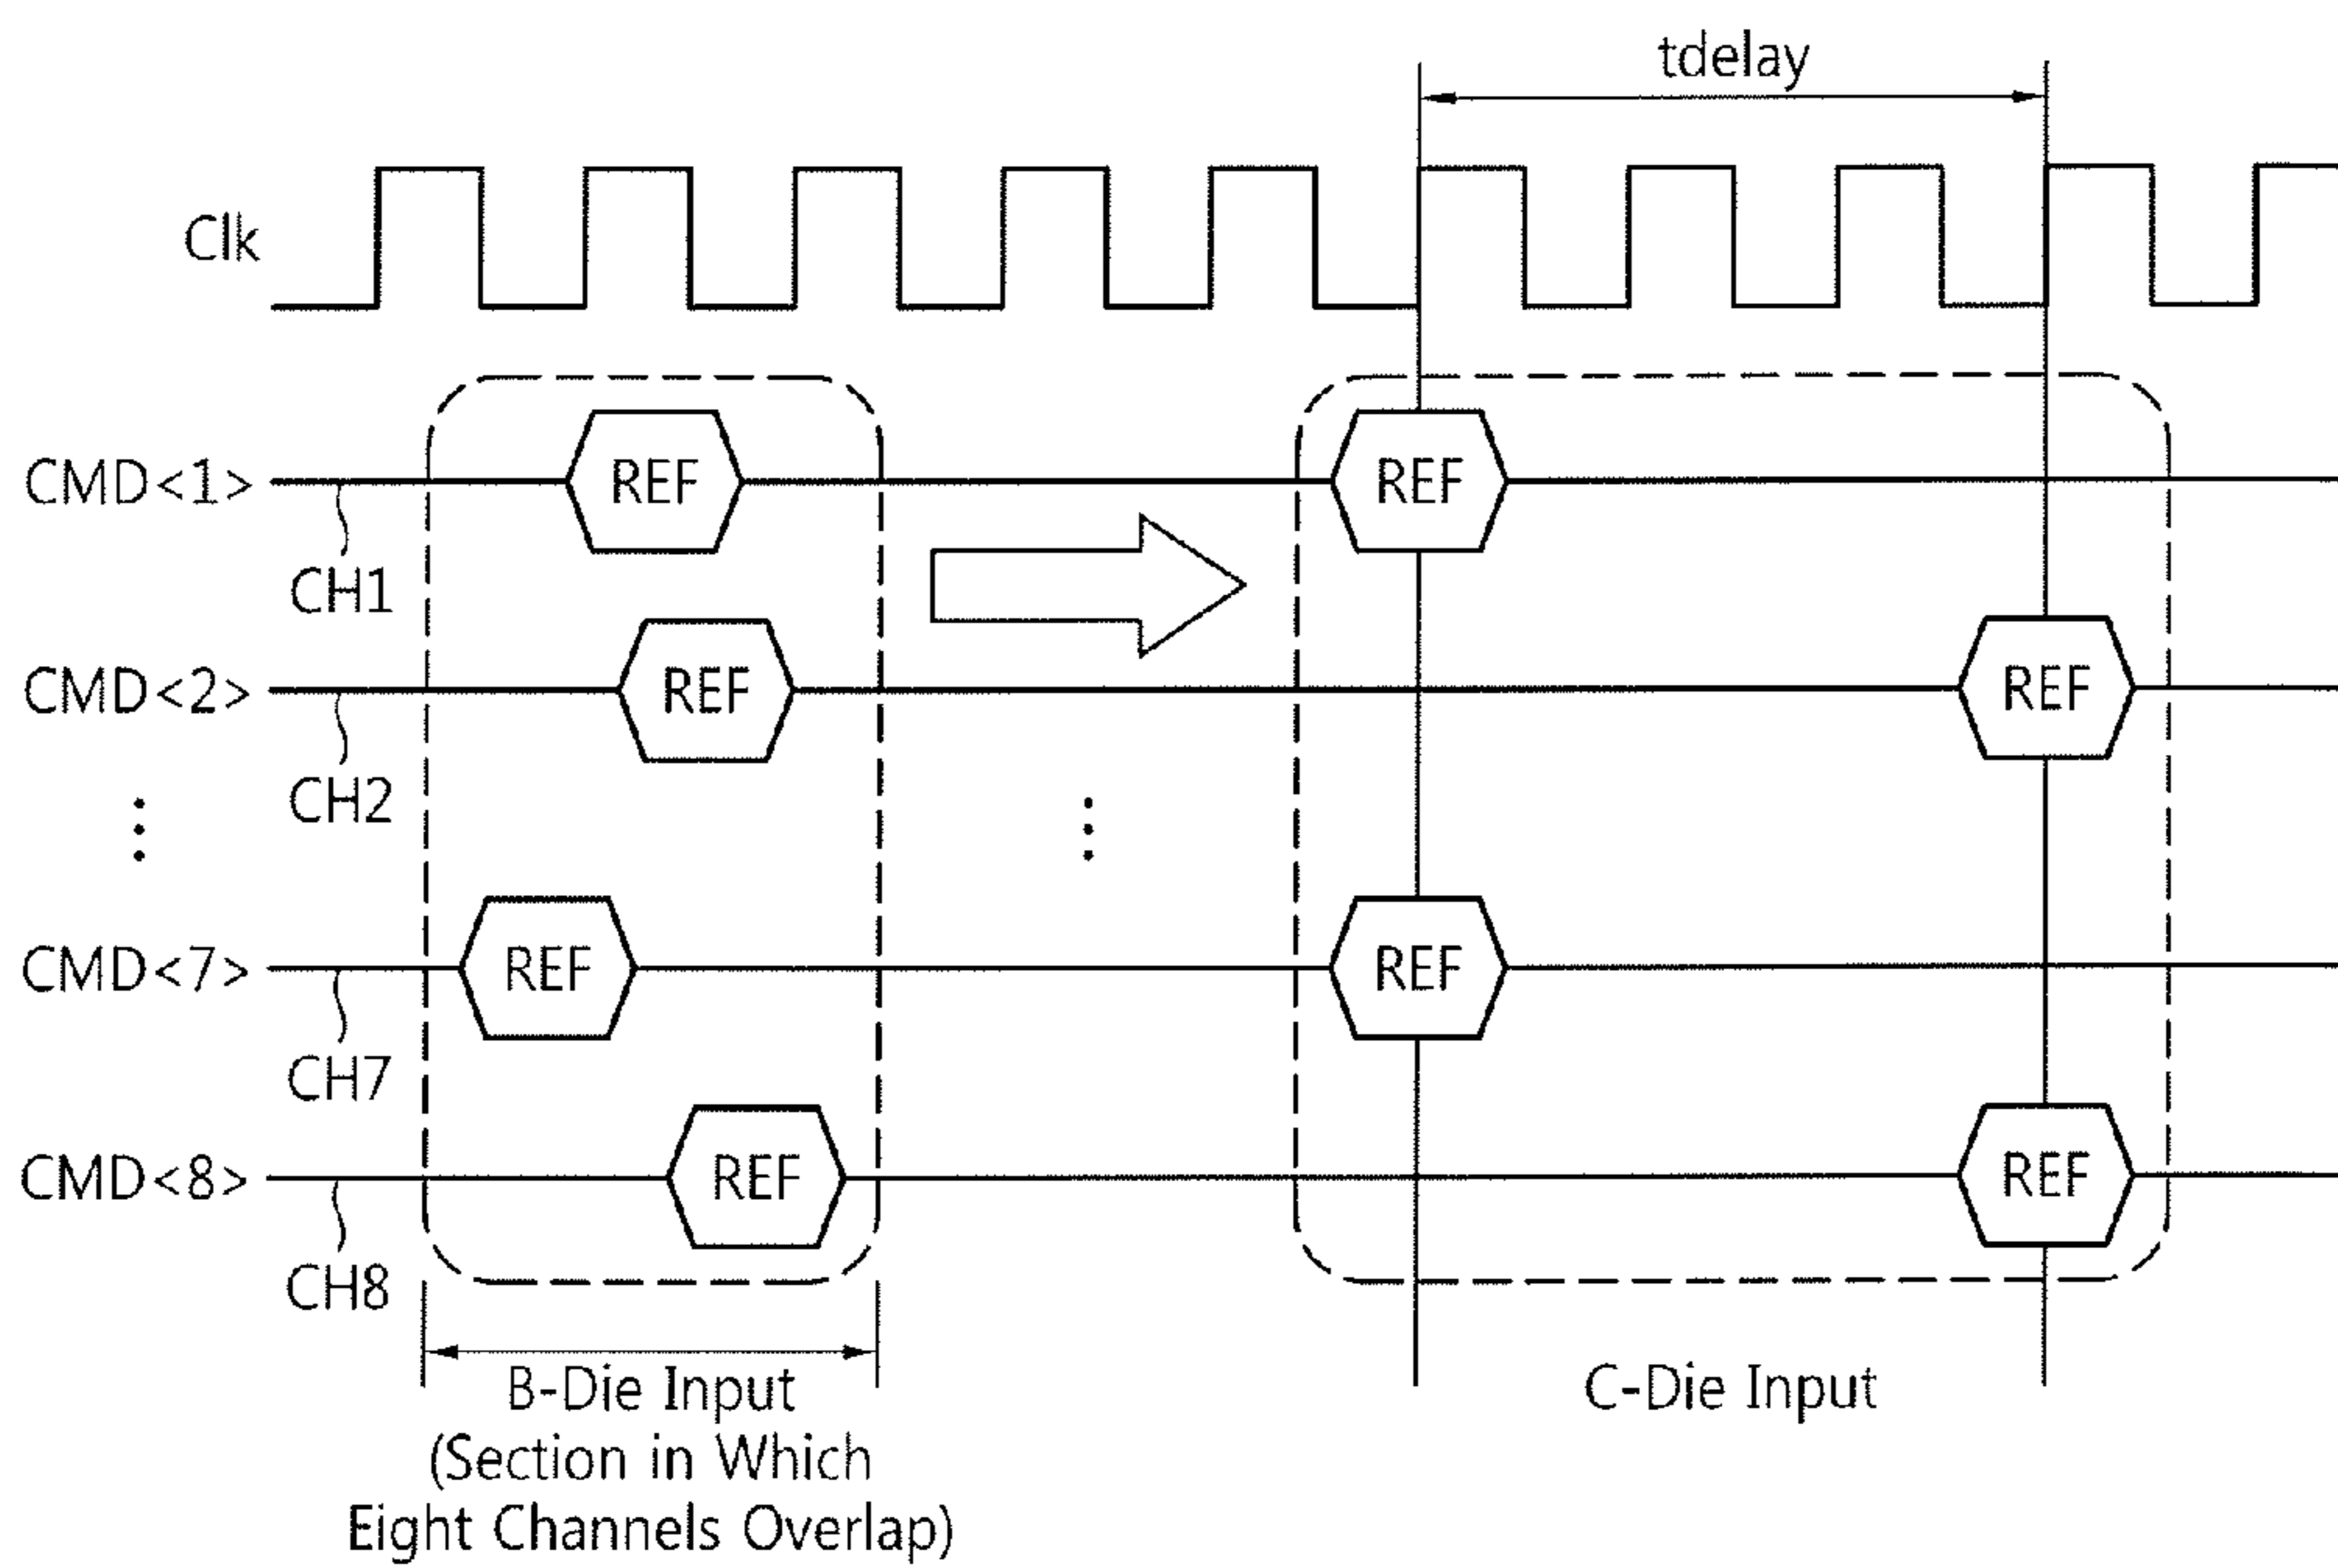 tdelay
Clk
CMD<1>
REF
REF
CH1
CMD<2>
REF
REF
CH2
CMD<7>
REF
REF
CH7
CMD<8>
REF
REF
CH8
B-Die Input
(Section in Which
Eight Channels Overlap)
C-Die Input